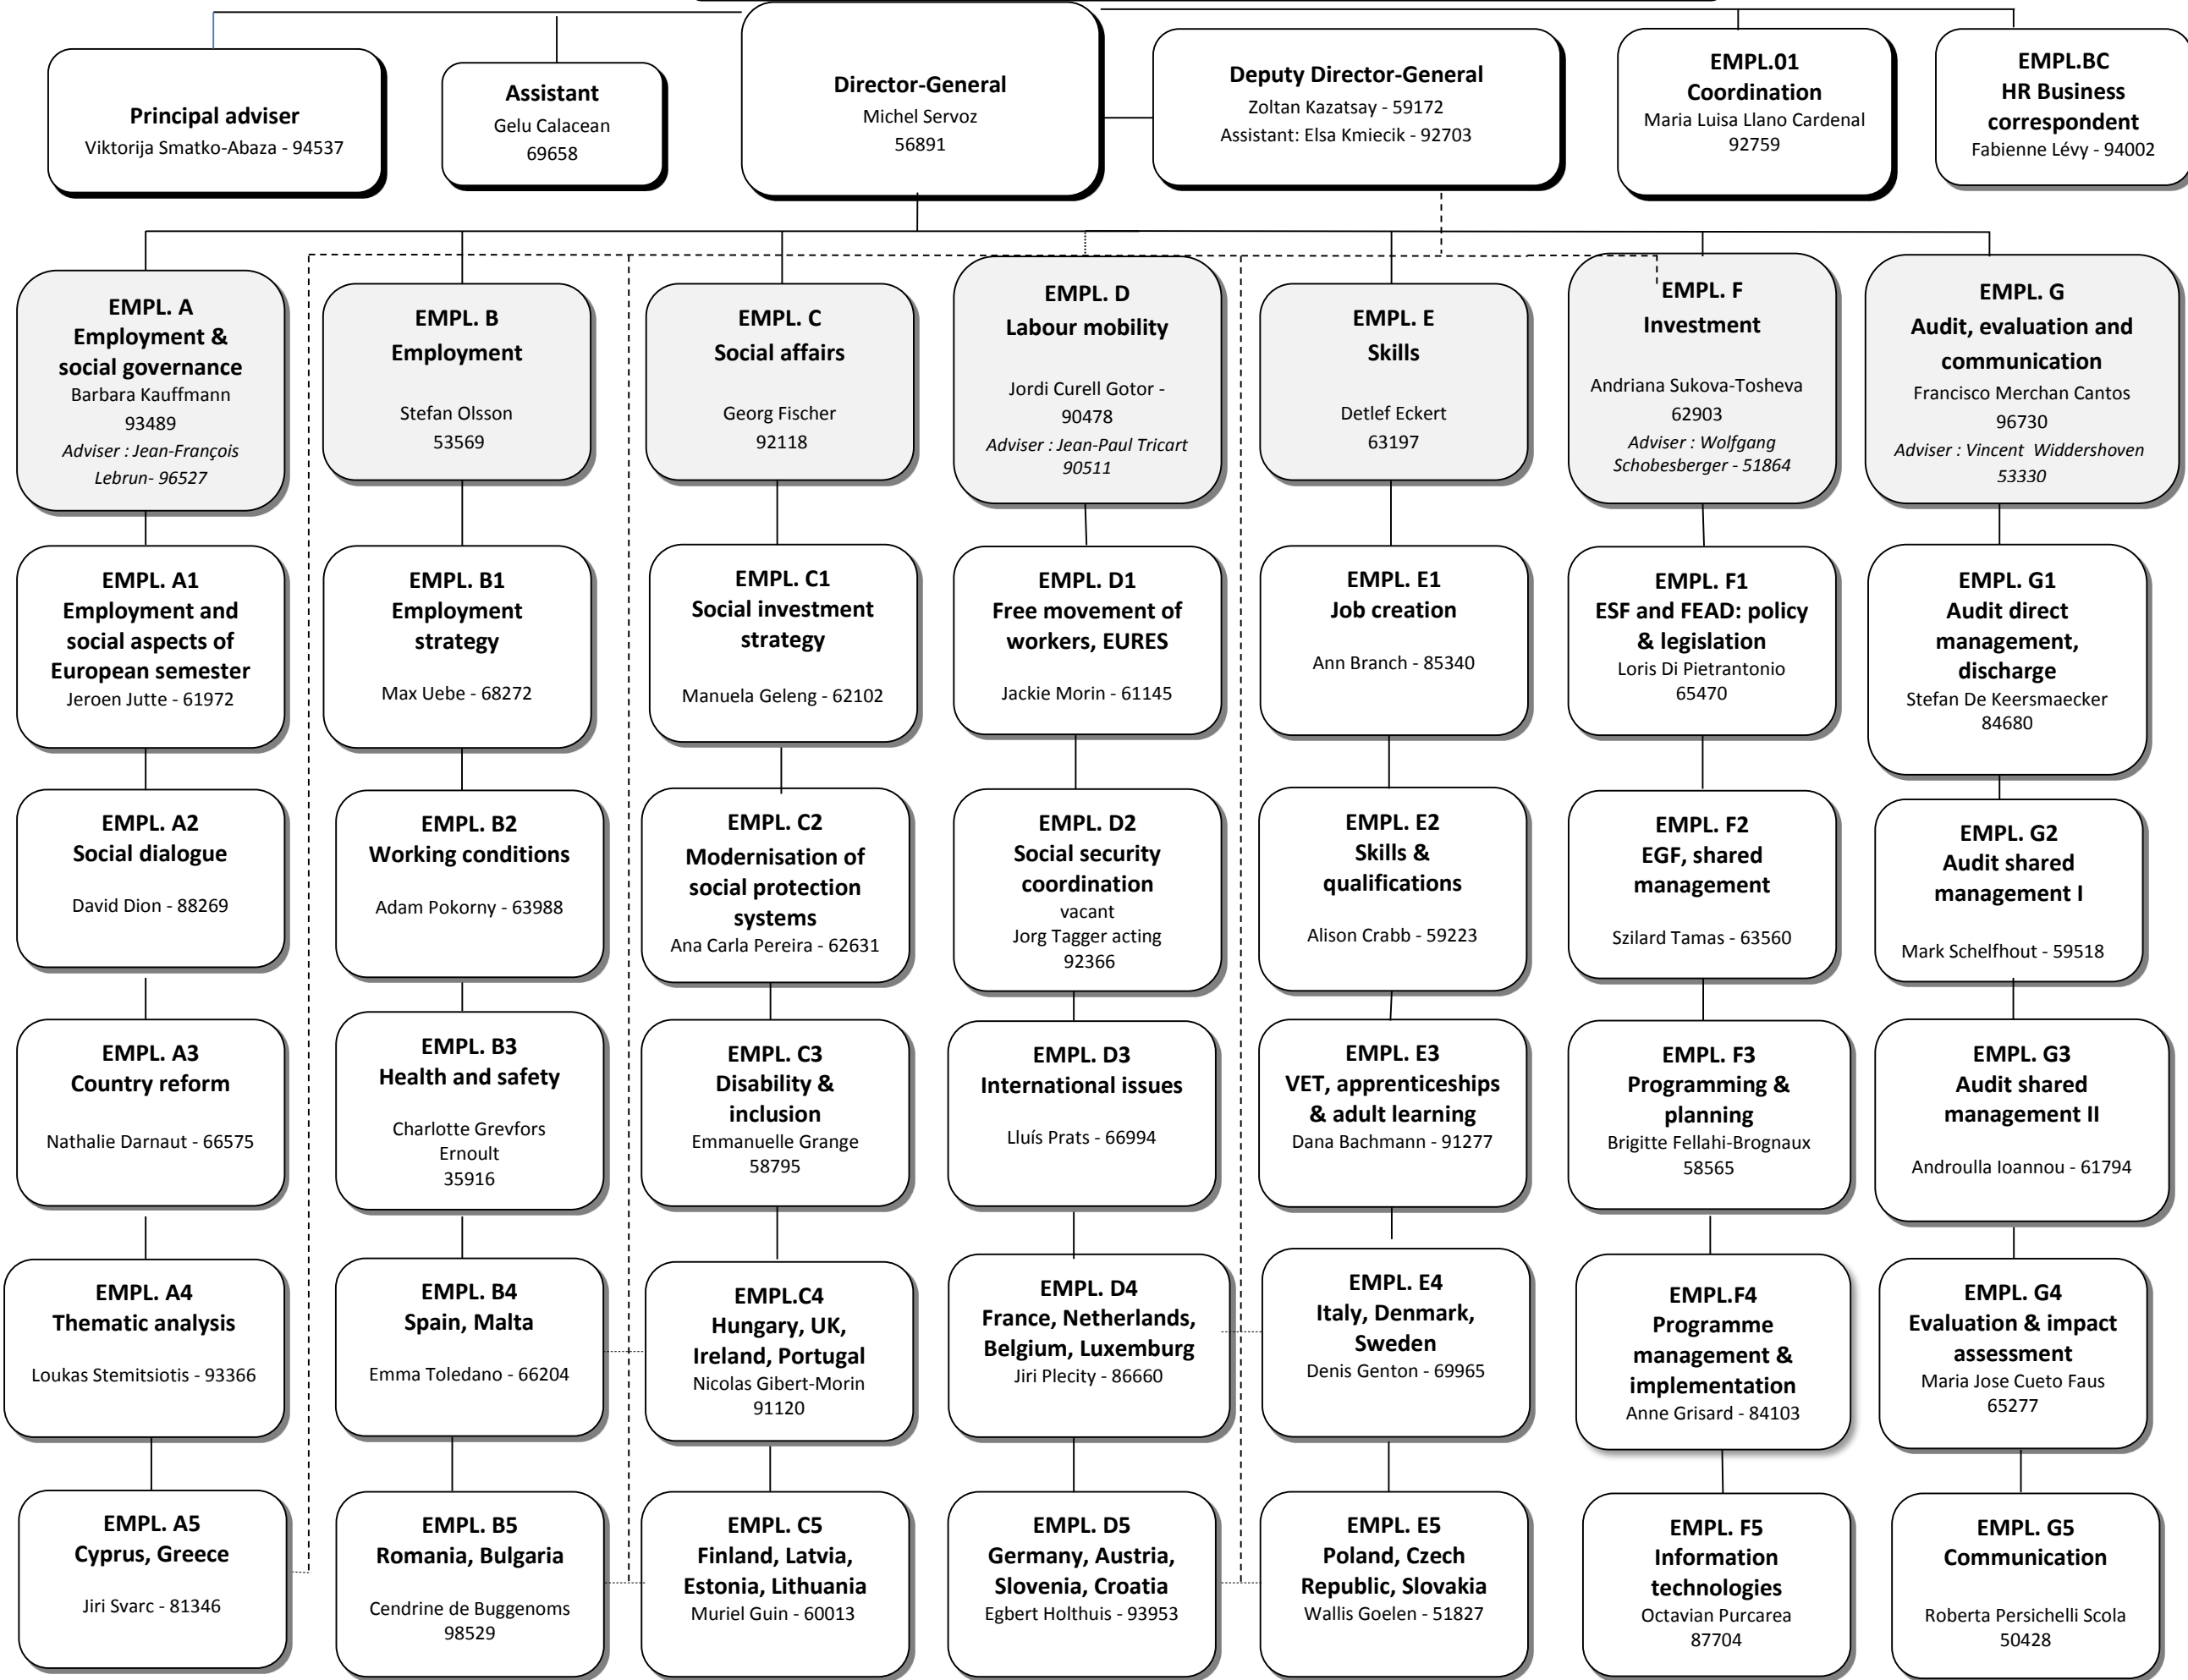 Principal adviser
Viktorija Smatko-Abaza - 94537
Assistant
Gelu Calacean
69658
Director-General
Michel Servoz
56891
Deputy Director-General
Zoltan Kazatsay - 59172
Assistant: Elsa Kmiecik - 92703
EMPL.01
Coordination
Maria Luisa Llano Cardenal
92759
EMPL.BC
HR Business
correspondent
Fabienne Lévy - 94002
EMPL. A
Employment &
social governance
Barbara Kauffmann
93489
Adviser : Jean-François
Lebrun- 96527
EMPL. B
Employment
Stefan Olsson
53569
EMPL. C
Social affairs
Georg Fischer
92118
EMPL. D
Labour mobility
Jordi Curell Gotor -
90478
Adviser : Jean-Paul Tricart
90511
EMPL. E
Skills
Detlef Eckert
63197
EMPL. F
Investment
Andriana Sukova-Tosheva
62903
Adviser : Wolfgang
Schobesberger - 51864
EMPL. G
Audit, evaluation and
communication
Francisco Merchan Cantos
96730
Adviser : Vincent Widdershoven
53330
EMPL. A1
Employment and
social aspects of
European semester
Jeroen Jutte - 61972
EMPL. B1
Employment
strategy
Max Uebe - 68272
EMPL. C1
Social investment
strategy
Manuela Geleng - 62102
EMPL. D1
Free movement of
workers, EURES
Jackie Morin - 61145
EMPL. E1
Job creation
Ann Branch - 85340
EMPL. F1
ESF and FEAD: policy
& legislation
Loris Di Pietrantonio
65470
EMPL. G1
Audit direct
management,
discharge
Stefan De Keersmaecker
84680
EMPL. A2
Social dialogue
David Dion - 88269
EMPL. B2
Working conditions
Adam Pokorny - 63988
EMPL. C2
Modernisation of
social protection
systems
Ana Carla Pereira - 62631
EMPL. D2
Social security
coordination
vacant
Jorg Tagger acting
92366
EMPL. E2
Skills &
qualifications
Alison Crabb - 59223
EMPL. F2
EGF, shared
management
Szilard Tamas - 63560
EMPL. G2
Audit shared
management I
Mark Schelfhout - 59518
EMPL. A3
Country reform
Nathalie Darnaut - 66575
EMPL. B3
Health and safety
Charlotte Grevfors
Ernoult
35916
EMPL. C3
Disability &
inclusion
Emmanuelle Grange
58795
EMPL. D3
International issues
Lluís Prats - 66994
EMPL. E3
VET, apprenticeships
& adult learning
Dana Bachmann - 91277
EMPL. F3
Programming &
planning
Brigitte Fellahi-Brognaux
58565
EMPL. G3
Audit shared
management II
Androulla Ioannou - 61794
EMPL. A4
Thematic analysis
Loukas Stemitsiotis - 93366
EMPL. B4
Spain, Malta
Emma Toledano - 66204
EMPL.C4
Hungary, UK,
Ireland, Portugal
Nicolas Gibert-Morin
91120
EMPL. D4
France, Netherlands,
Belgium, Luxemburg
Jiri Plecity - 86660
EMPL. E4
Italy, Denmark,
Sweden
Denis Genton - 69965
EMPL.F4
Programme
management &
implementation
Anne Grisard - 84103
EMPL. G4
Evaluation & impact
assessment
Maria Jose Cueto Faus
65277
EMPL. A5
Cyprus, Greece
Jiri Svarc - 81346
EMPL. B5
Romania, Bulgaria
Cendrine de Buggenoms
98529
EMPL. C5
Finland, Latvia,
Estonia, Lithuania
Muriel Guin - 60013
EMPL. D5
Germany, Austria,
Slovenia, Croatia
Egbert Holthuis - 93953
EMPL. E5
Poland, Czech
Republic, Slovakia
Wallis Goelen - 51827
EMPL. F5
Information
technologies
Octavian Purcarea
87704
EMPL. G5
Communication
Roberta Persichelli Scola
50428